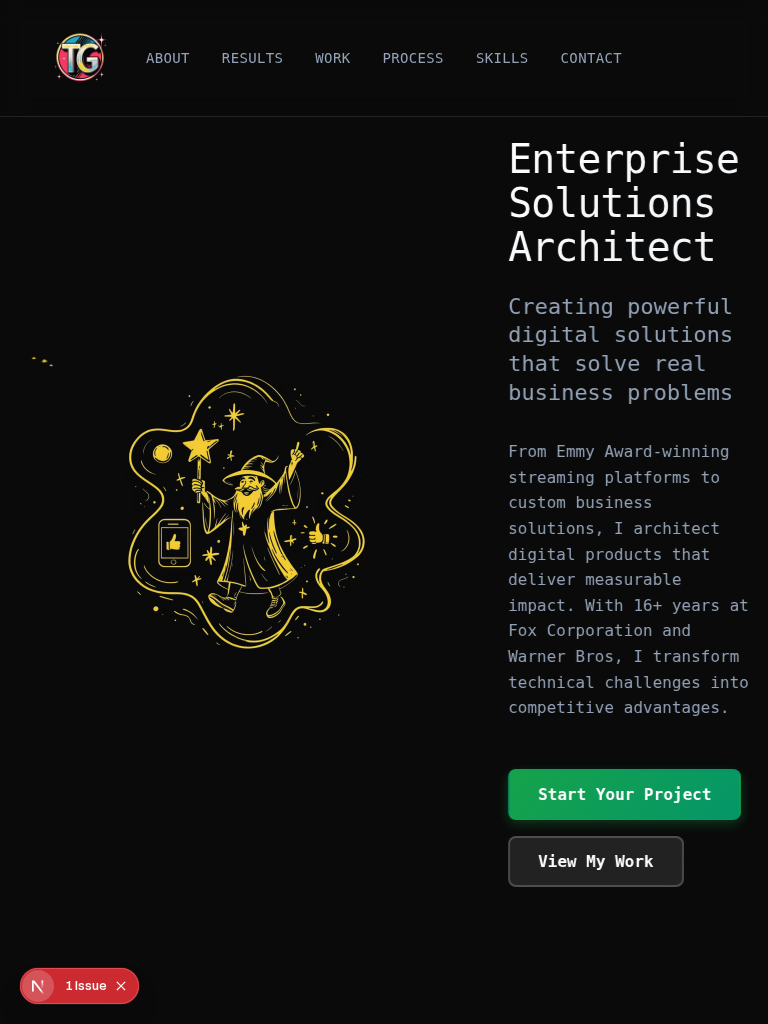 TG
ABOUT
RESULTS
WORK
PROCESS
SKILLS
CONTACT
Enterprise
Solutions
Architect
Creating powerful
digital solutions
that solve real
business problems
From Emmy Award-winning
streaming platforms to
custom business
solutions, I architect
digital products that
deliver measurable
impact. With 16+ years at
Fox Corporation and
Warner Bros, I transform
technical challenges into
competitive advantages.
Start Your Project
View My Work
N
1 Issue